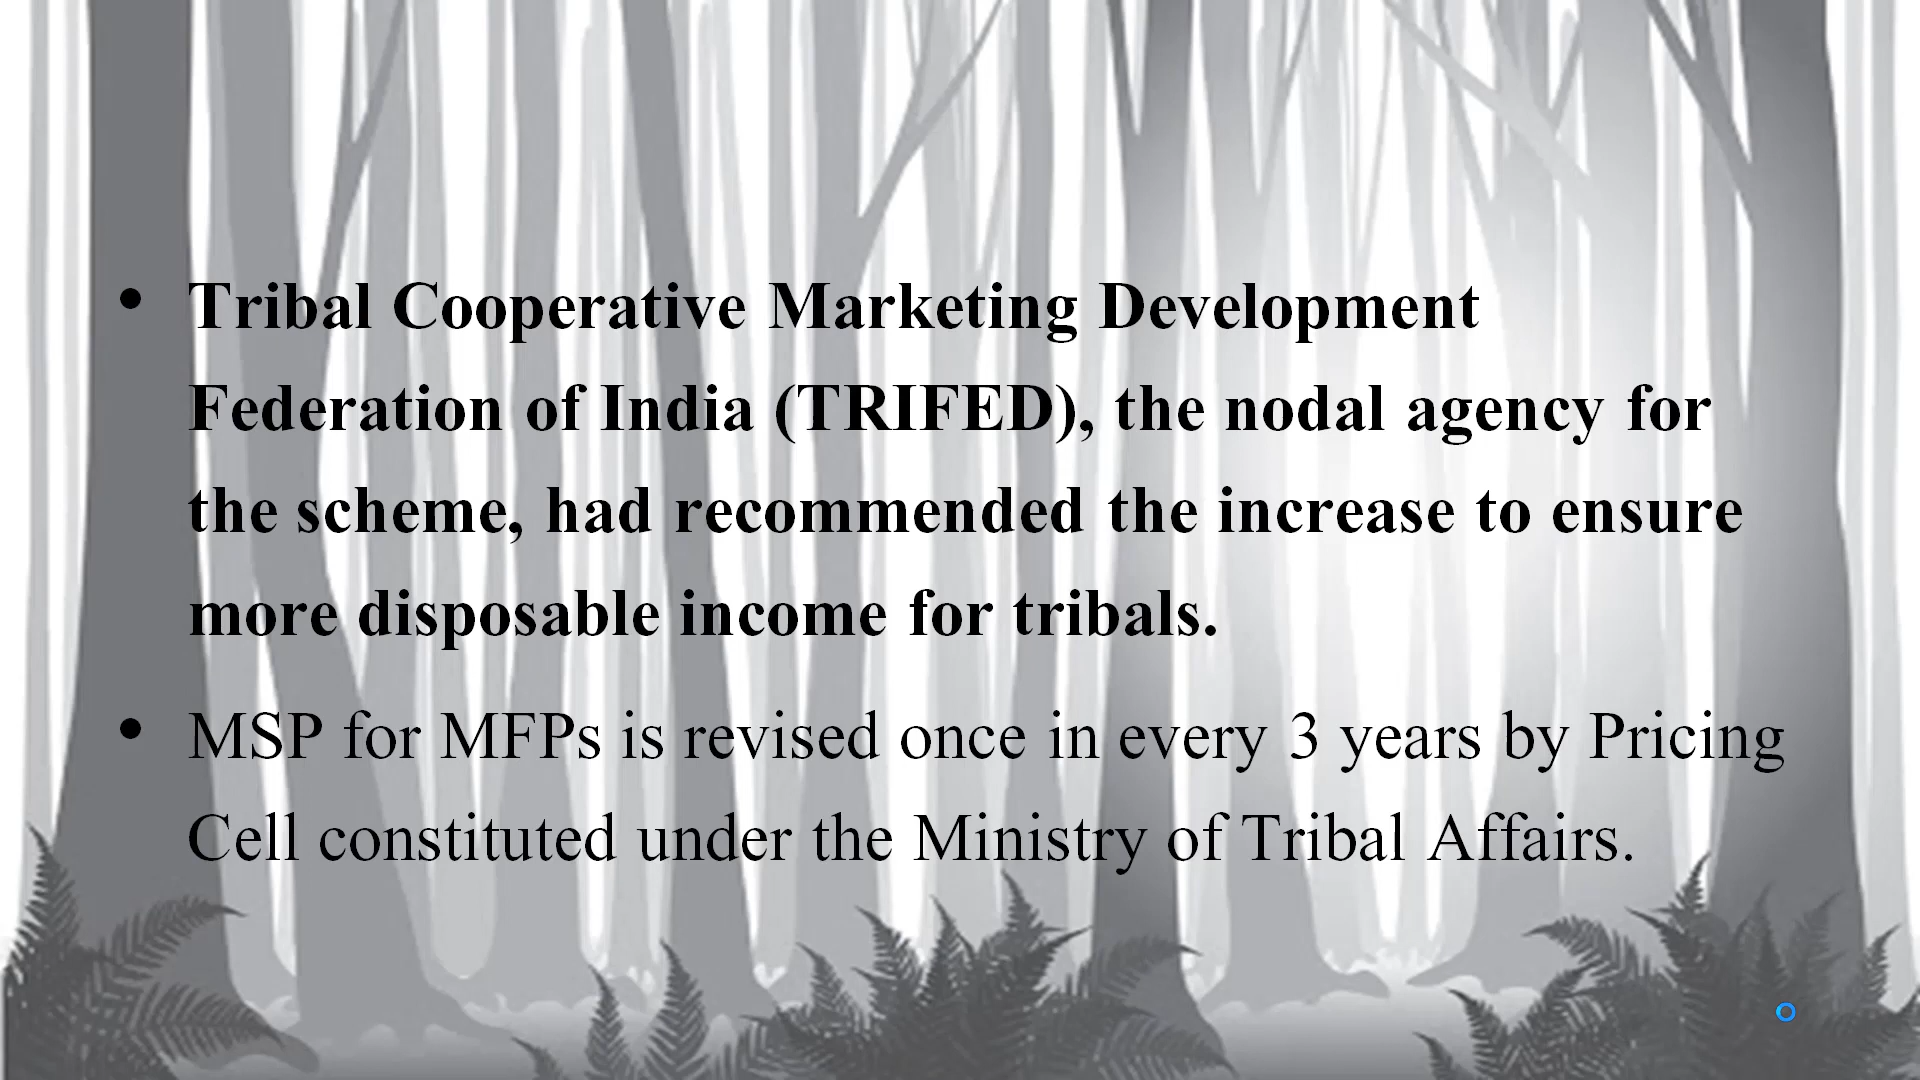 • Tribal Cooperative Marketing Development
Federation of India (TRIFED), the nodal agency for
the scheme, had recommended the increase to ensure
more disposable income for tribals.
• MSP for MFPs is revised once in every 3 years by Pricing
Cell constituted under the Ministry of Tribal Affairs.